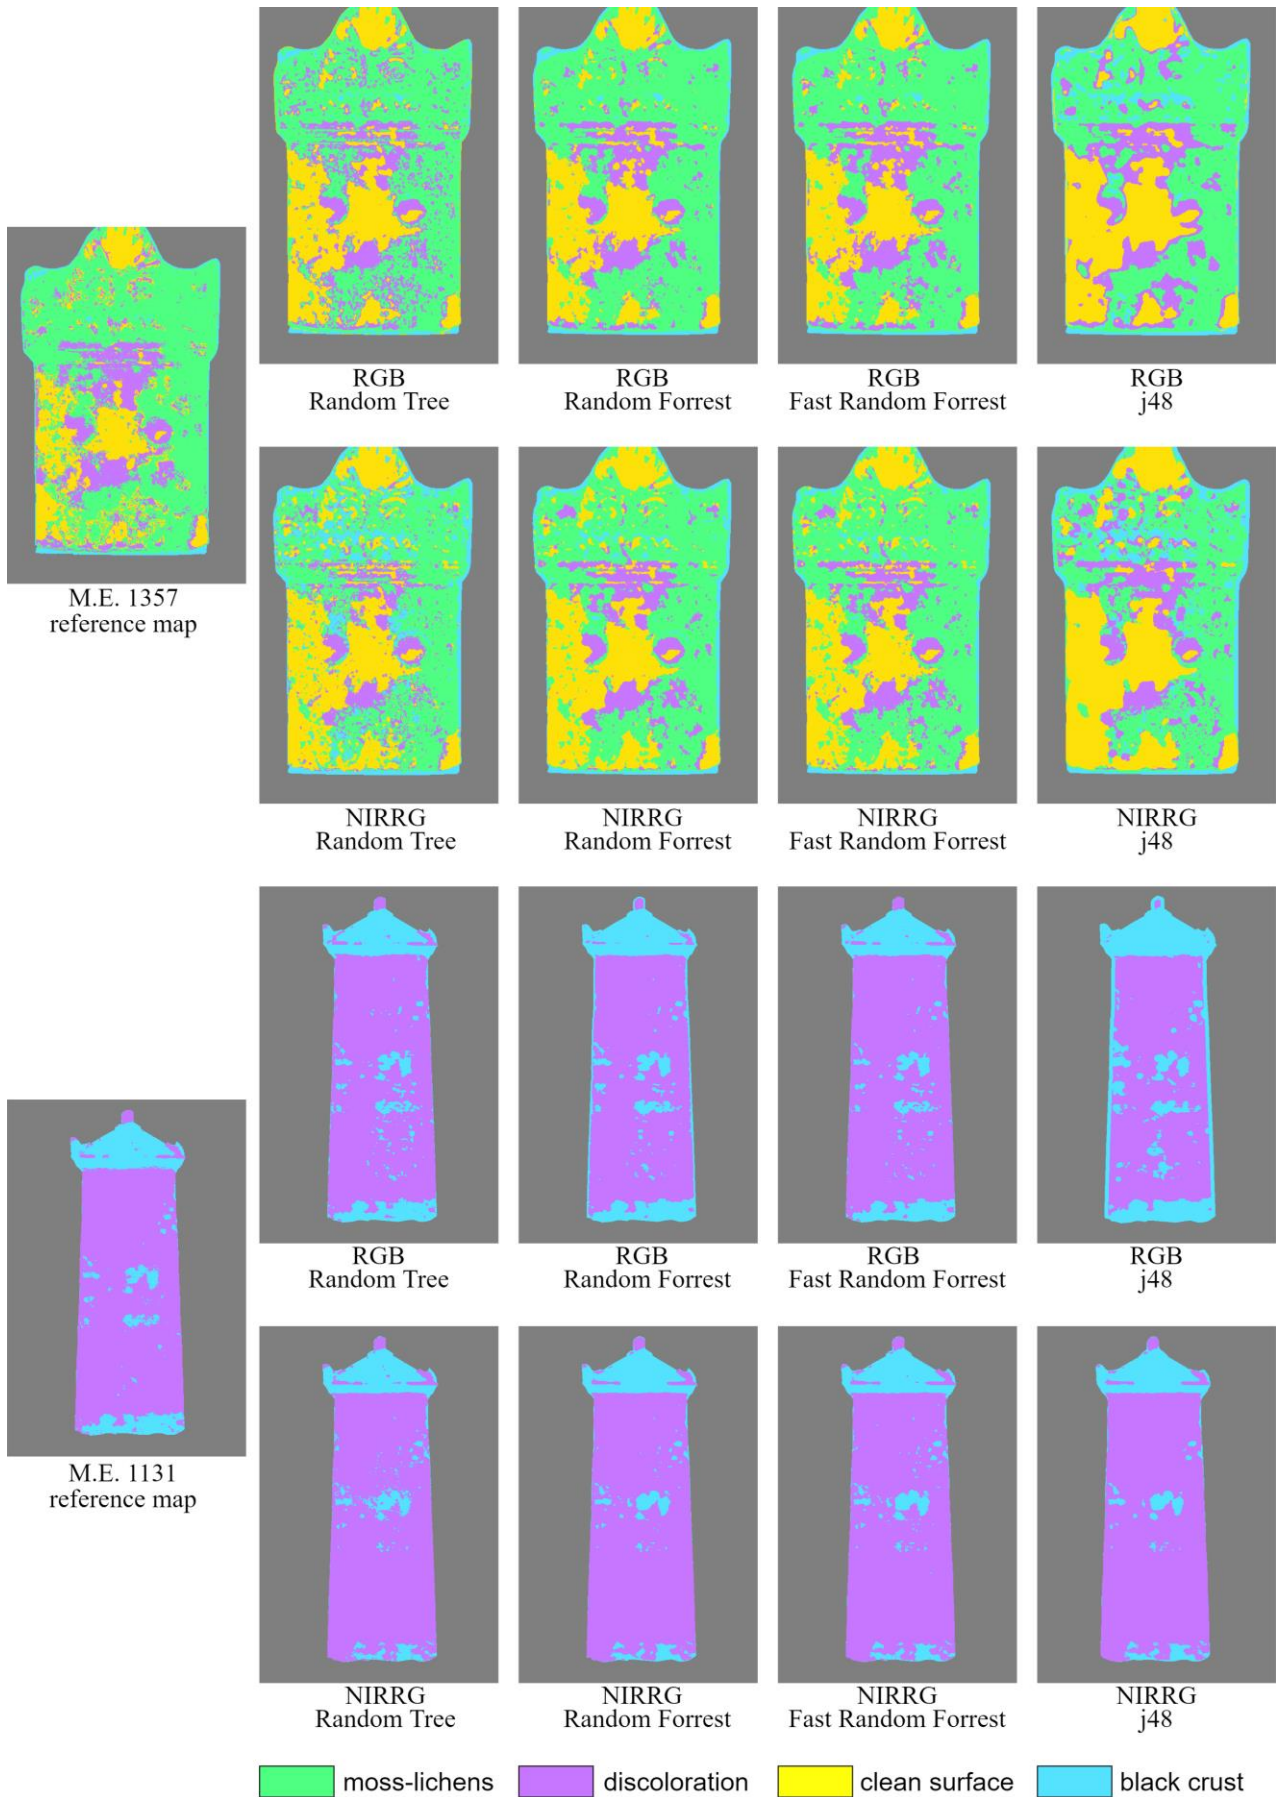 RGB
Random Tree
RGB
Random Forrest
RGB
Fast Random Forrest
RGB
j48
M.E. 1357
reference map
NIRRG
Random Tree
NIRRG
Random Forrest
NIRRG
Fast Random Forrest
NIRRG
j48
RGB
Random Tree
RGB
Random Forrest
RGB
Fast Random Forrest
RGB
j48
M.E. 1131
reference map
NIRRG
Random Tree
NIRRG
Random Forrest
NIRRG
Fast Random Forrest
NIRRG
j48
moss-lichens
discoloration
clean surface
black crust